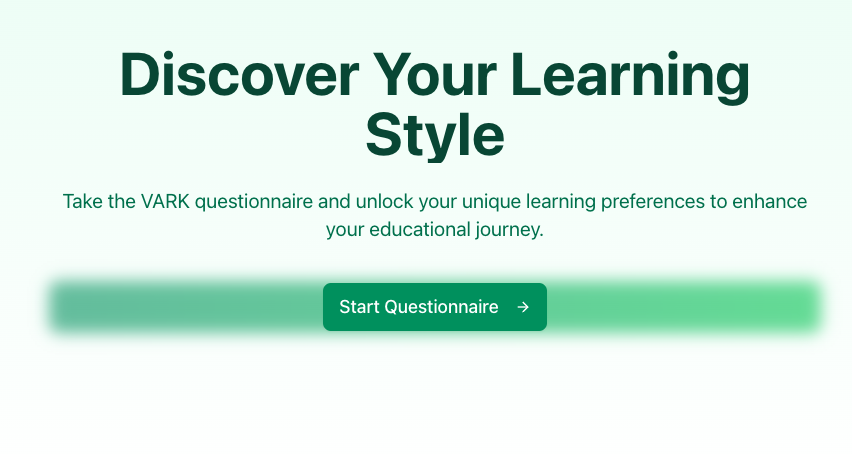 Discover Your Learning
Style
Take the VARK questionnaire and unlock your unique learning preferences to enhance
your educational journey.
Start Questionnaire →